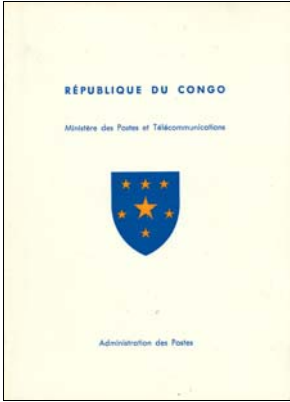 RÉPUBLIQUE DU CONGO
Ministère des Postes et Télécommunications
Administration des Postes